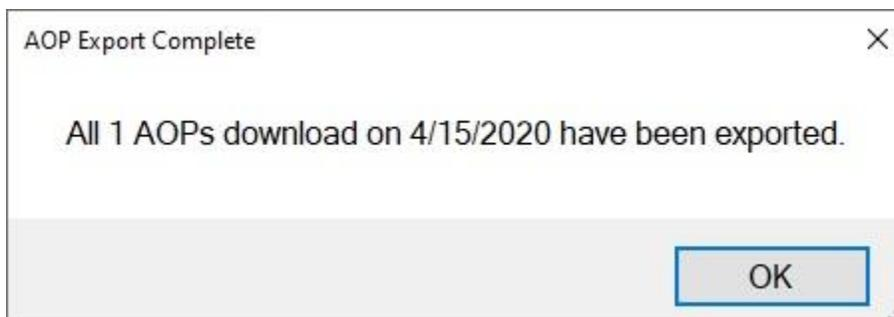 AOP Export Complete
All 1 AOPs download on 4/15/2020 have been exported.
OK